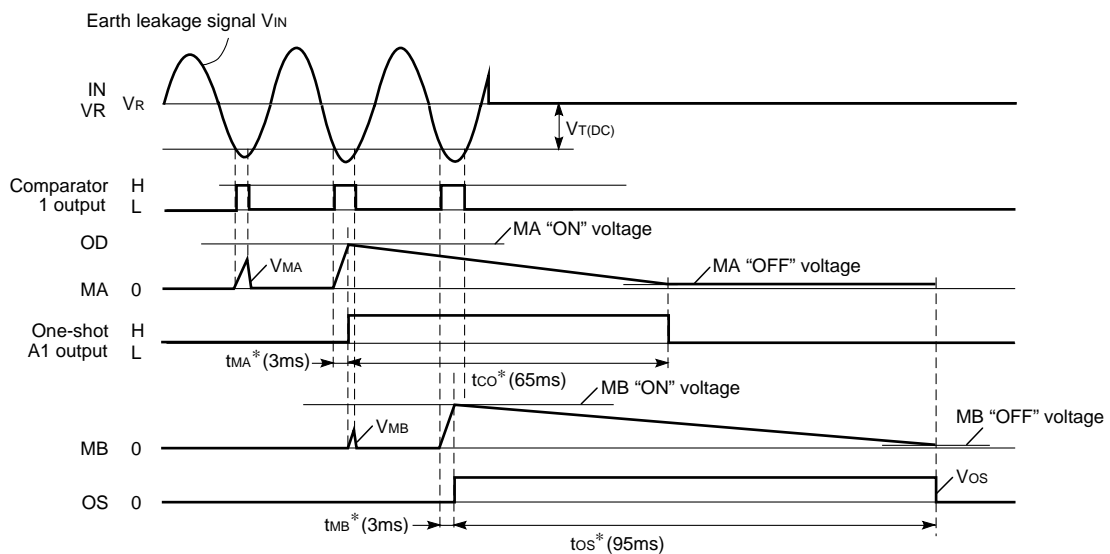 Earth leakage signal VIN
IN
VR
VR
VT(DC)
Comparator
1 output
H
L
OD
MA "ON" voltage
VMA
MA "OFF" voltage
MA
0
One-shot
A1 output
H
L
tMA* (3ms)
tCO* (65ms)
MB "ON" voltage
VMB
MB "OFF" voltage
MB
0
VOS
OS
0
tMB* (3ms)
tOS* (95ms)